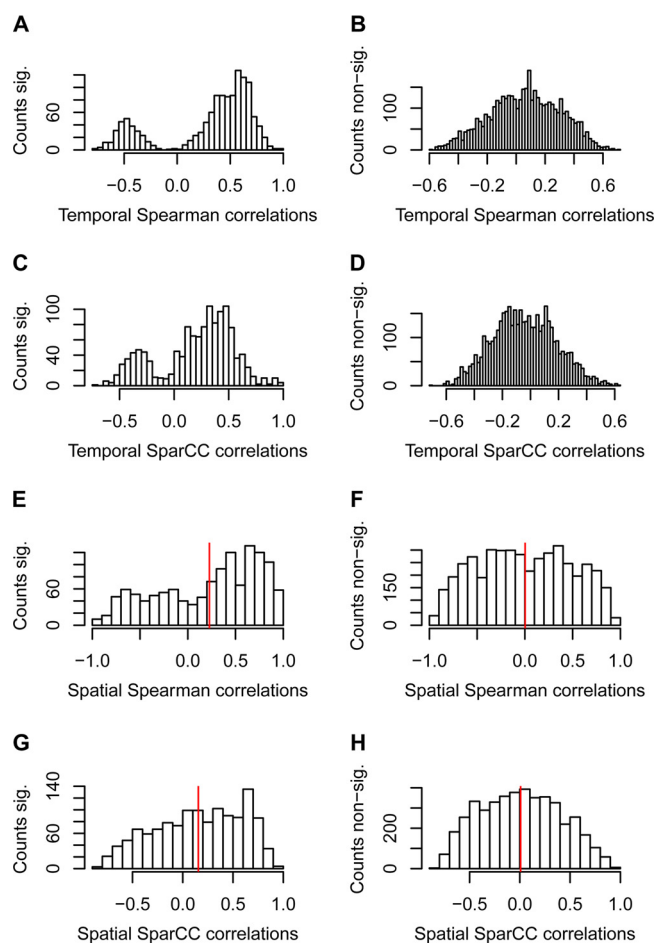 A
Counts sig.
0 60
−0.5 0.0 0.5 1.0
Temporal Spearman correlations
B
Counts non−sig.
0 100
−0.6 −0.2 0.2 0.6
Temporal Spearman correlations
C
Counts sig.
0 40 100
−0.5 0.0 0.5 1.0
Temporal SparCC correlations
D
Counts non−sig.
0 100
−0.6 −0.2 0.2 0.6
Temporal SparCC correlations
E
Counts sig.
0 60
−1.0 0.0 0.5 1.0
Spatial Spearman correlations
F
Counts non−sig.
0 150
−1.0 0.0 0.5 1.0
Spatial Spearman correlations
G
Counts sig.
0 60 140
−0.5 0.0 0.5 1.0
Spatial SparCC correlations
H
Counts non−sig.
0 200
−0.5 0.0 0.5 1.0
Spatial SparCC correlations